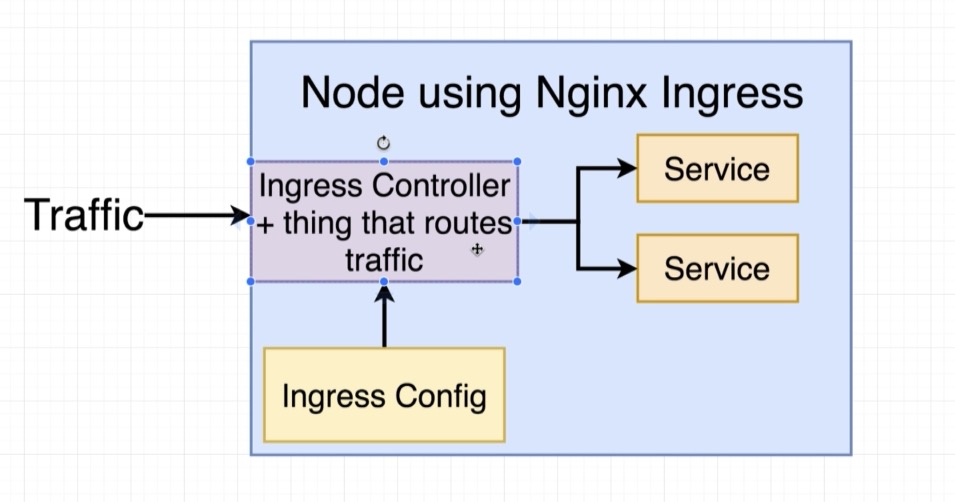 Node using Nginx Ingress
Traffic
Ingress Controller
+ thing that routes
traffic
Service
Service
Ingress Config